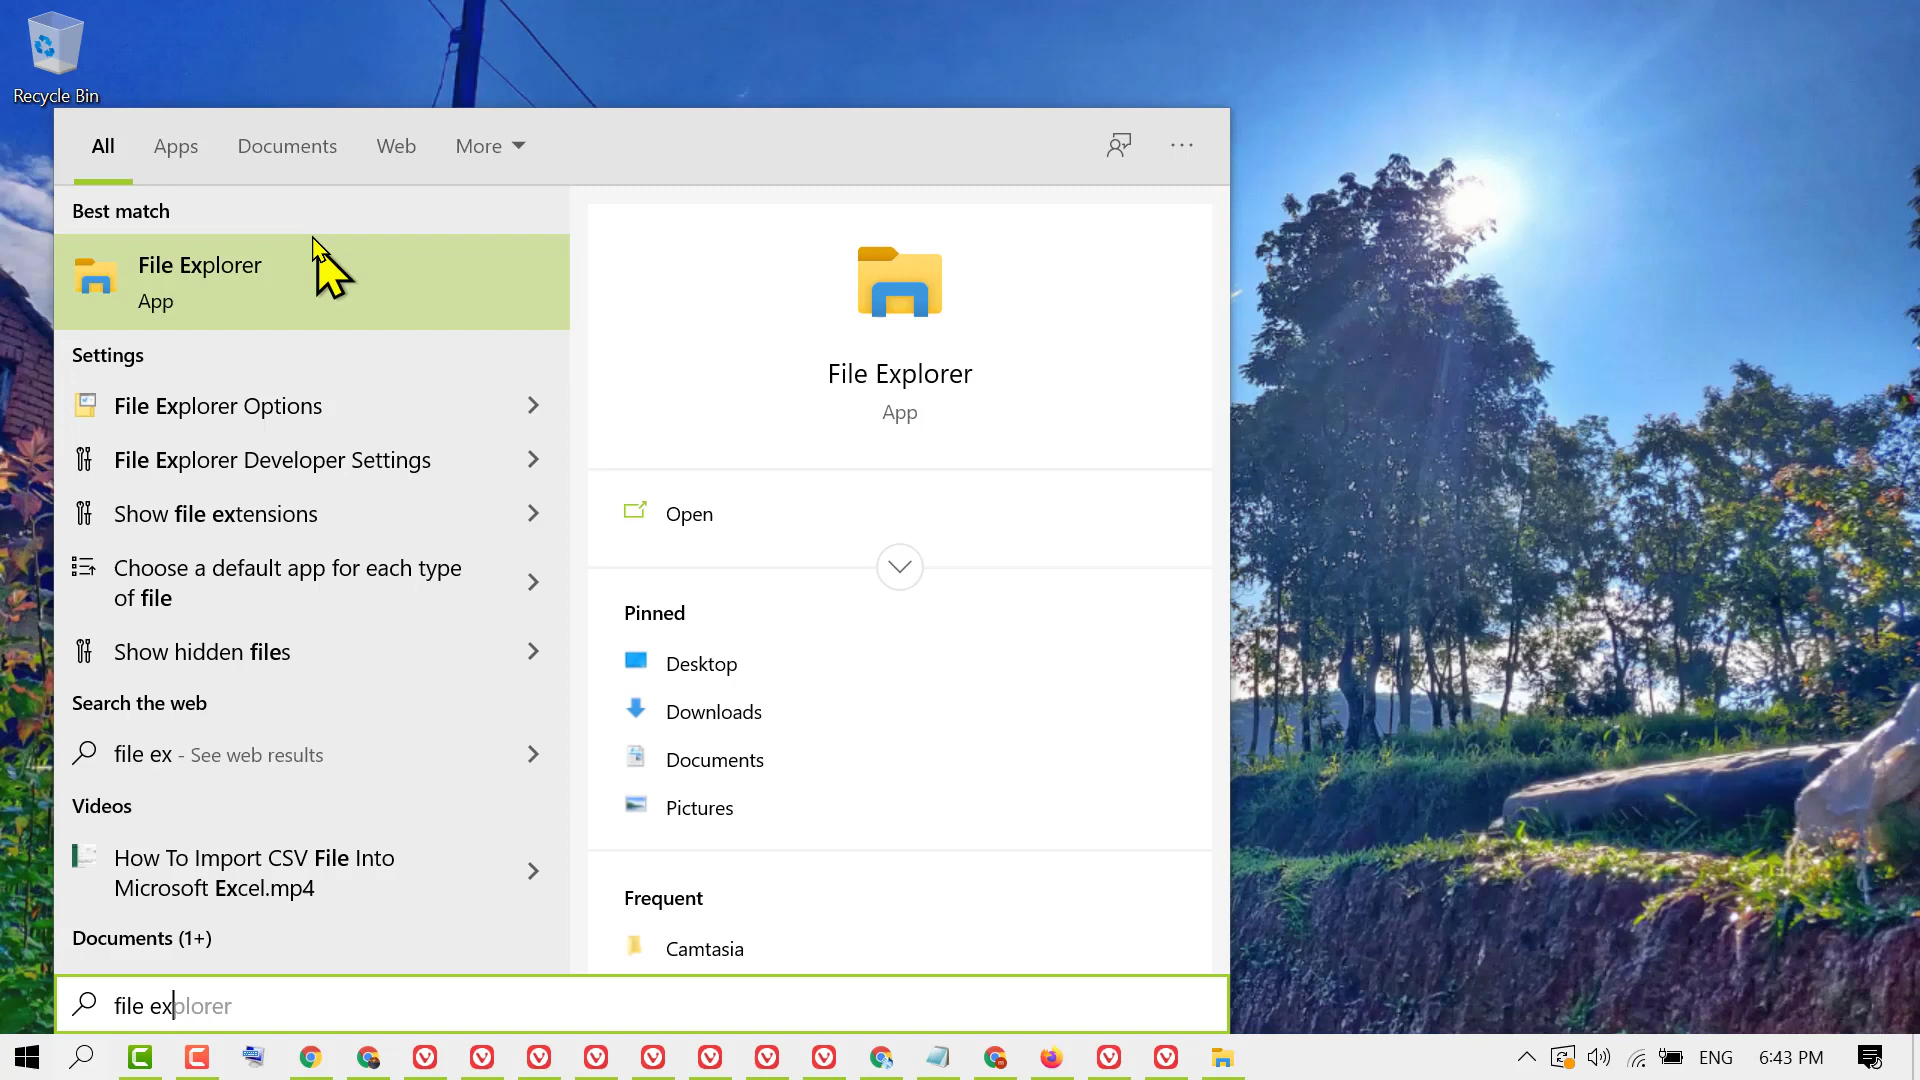 Recycle Bin
All Apps Documents Web More
Best match
File Explorer
App
Settings
File Explorer Options
File Explorer Developer Settings
Show file extensions
Choose a default app for each type
of file
Show hidden files
Search the web
file ex - See web results
Videos
How To Import CSV File Into
Microsoft Excel.mp4
Documents (1+)
File Explorer
App
Open
Pinned
Desktop
Downloads
Documents
Pictures
Frequent
Camtasia
file explorer
ENG 6:43 PM